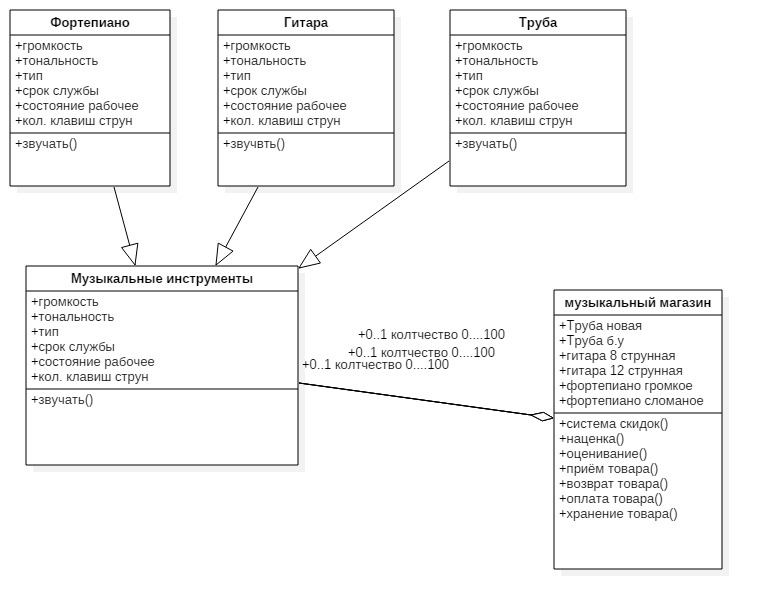 Фортепиано
+громкость
+тональность
+тип
+срок службы
+состояние рабочее
+кол. клавиш струн
+звучать()
Гитара
+громкость
+тональность
+тип
+срок службы
+состояние рабочее
+кол. клавиш струн
+звучвть()
Труба
+громкость
+тональность
+тип
+срок службы
+состояние рабочее
+кол. клавиш струн
+звучать()
Музыкальные инструменты
+громкость
+тональность
+тип
+срок службы
+состояние рабочее
+кол. клавиш струн
+звучать()
+0..1 колтчество 0....100
+0..1 колтчество 0....100
+0..1 колтчество 0....100
музыкальный магазин
+Труба новая
+Труба б.у
+гитара 8 струнная
+гитара 12 струнная
+фортепиано громкое
+фортепиано сломаное
+система скидок()
+наценка()
+оценивание()
+приём товара()
+возврат товара()
+оплата товара()
+хранение товара()